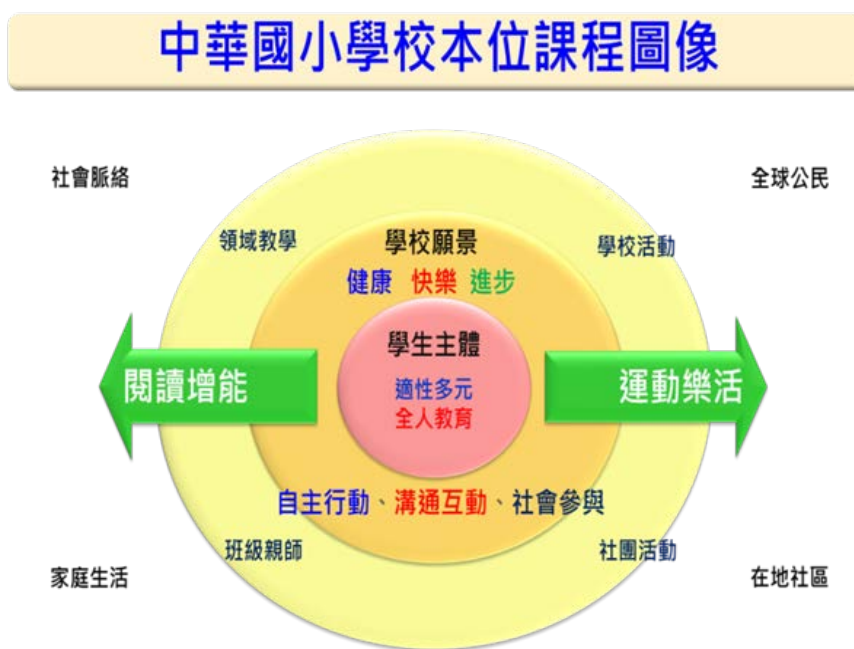 中華國小學校本位課程圖像
社會脈絡
全球公民
領域教學
學校願景
學校活動
健康 快樂 進步
學生主體
閱讀增能
適性多元
運動樂活
全人教育
自主行動、溝通互動、社會參與
班級親師
社團活動
家庭生活
在地社區